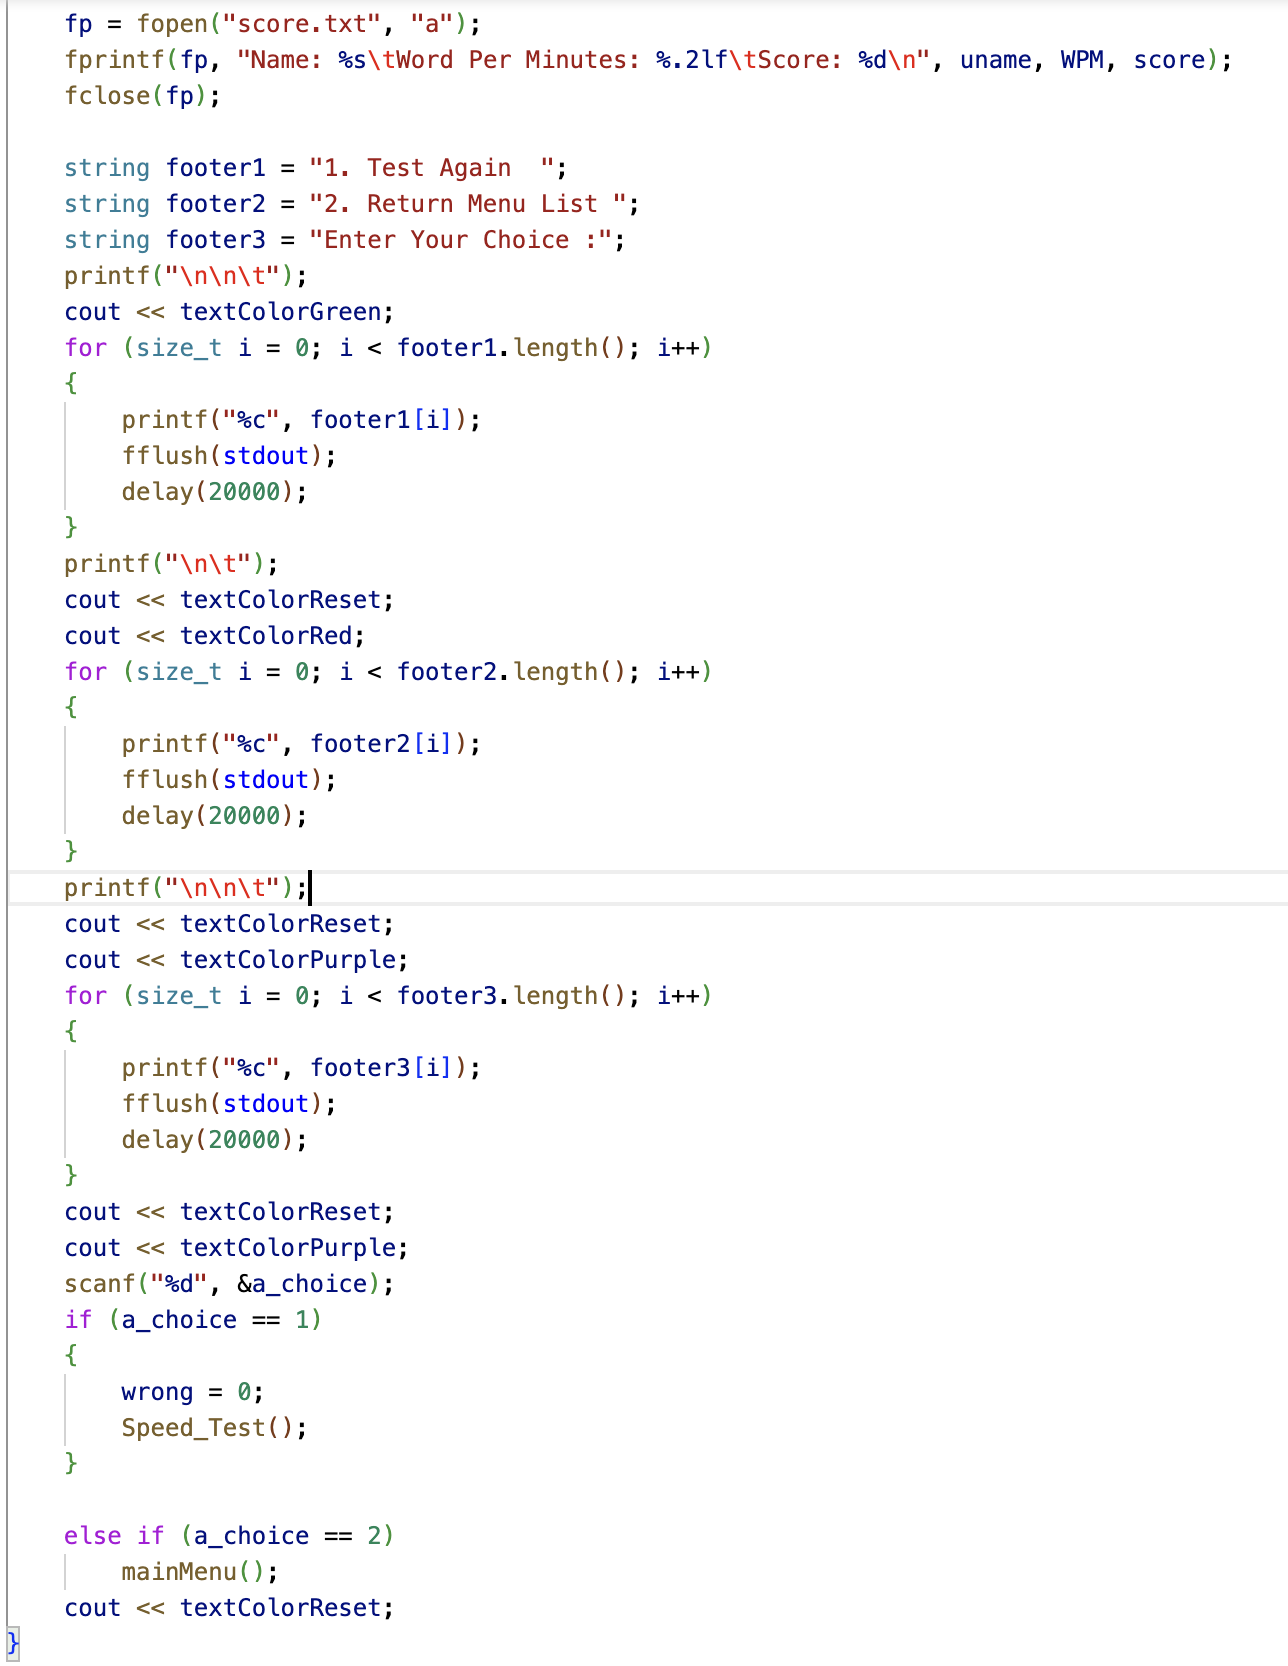 fp = fopen("score.txt", "a");
fprintf(fp, "Name: %s\tWord Per Minutes: %.2lf\tScore: %d\n", uname, WPM, score);
fclose(fp);

string footer1 = "1. Test Again  ";
string footer2 = "2. Return Menu List ";
string footer3 = "Enter Your Choice :";
printf("\n\n\t");
cout << textColorGreen;
for (size_t i = 0; i < footer1.length(); i++)
{
    printf("%c", footer1[i]);
    fflush(stdout);
    delay(20000);
}
printf("\n\t");
cout << textColorReset;
cout << textColorRed;
for (size_t i = 0; i < footer2.length(); i++)
{
    printf("%c", footer2[i]);
    fflush(stdout);
    delay(20000);
}
printf("\n\n\t");
cout << textColorReset;
cout << textColorPurple;
for (size_t i = 0; i < footer3.length(); i++)
{
    printf("%c", footer3[i]);
    fflush(stdout);
    delay(20000);
}
cout << textColorReset;
cout << textColorPurple;
scanf("%d", &a_choice);
if (a_choice == 1)
{
    wrong = 0;
    Speed_Test();
}

else if (a_choice == 2)
    mainMenu();
cout << textColorReset;
}